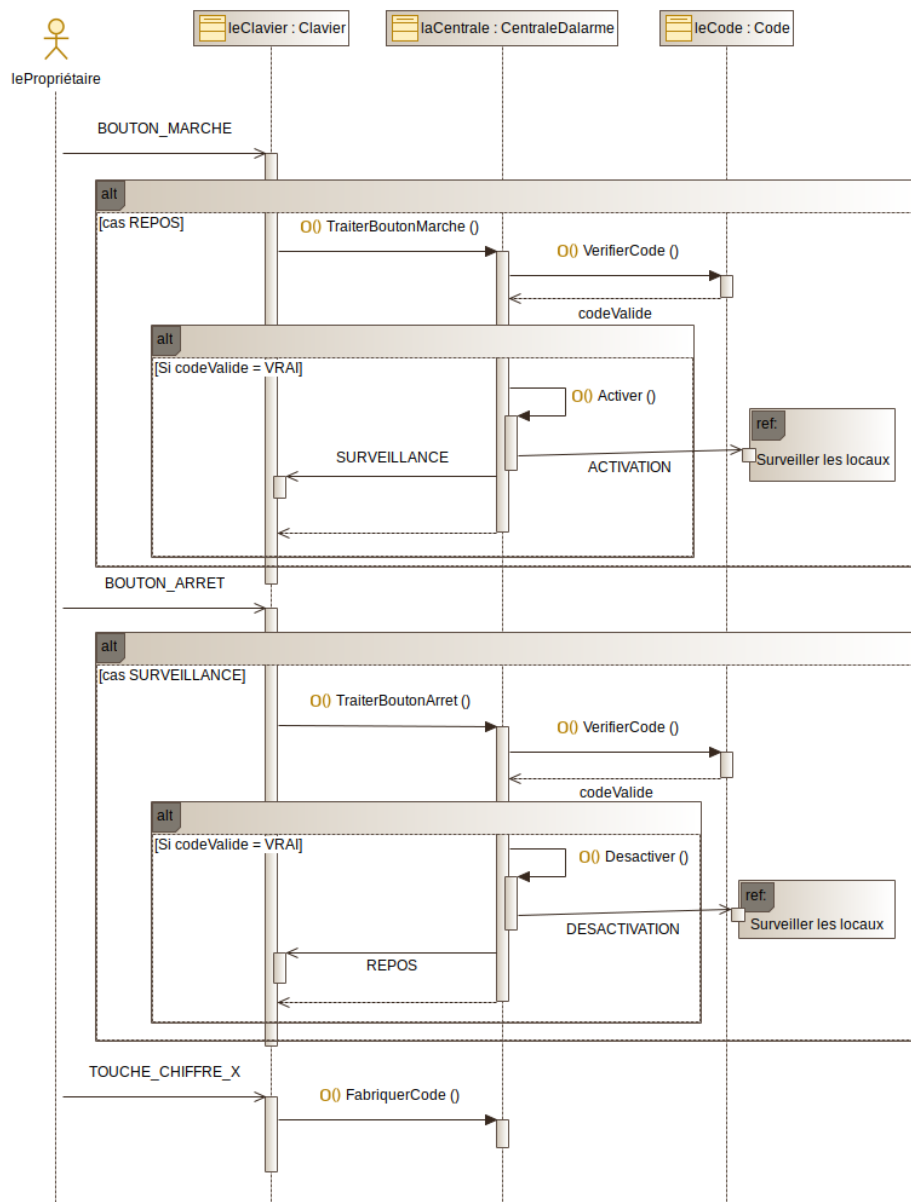 leClavier : Clavier
laCentrale : CentraleDalarme
leCode : Code
lePropriétaire
BOUTON_MARCHE
alt
[cas REPOS]
O() TraiterBoutonMarche ()
O() VerifierCode ()
codeValide
alt
[Si codeValide = VRAI]
O() Activer ()
ref:
Surveiller les locaux
SURVEILLANCE
ACTIVATION
BOUTON_ARRET
alt
[cas SURVEILLANCE]
O() TraiterBoutonArret ()
O() VerifierCode ()
codeValide
alt
[Si codeValide = VRAI]
O() Desactiver ()
ref:
Surveiller les locaux
DESACTIVATION
REPOS
TOUCHE_CHIFFRE_X
O() FabriquerCode ()